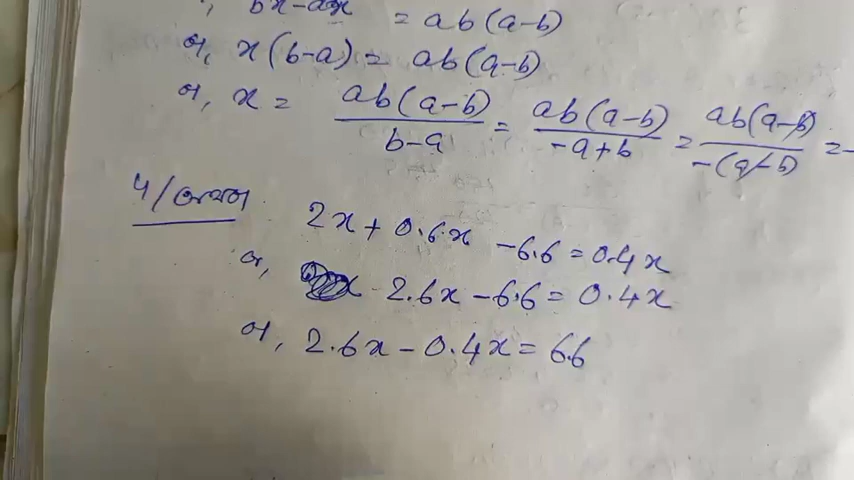 bx-ax = ab(a-b)
বা, x(b-a) = ab(a-b)
বা, x = ab(a-b)/b-a = ab(a-b)/-a+b = ab(a-b)/-(a-b) = -
4/
2x + 0.6x - 6.6 = 0.4x
বা, 2.6x - 6.6 = 0.4x
বা, 2.6x - 0.4x = 6.6